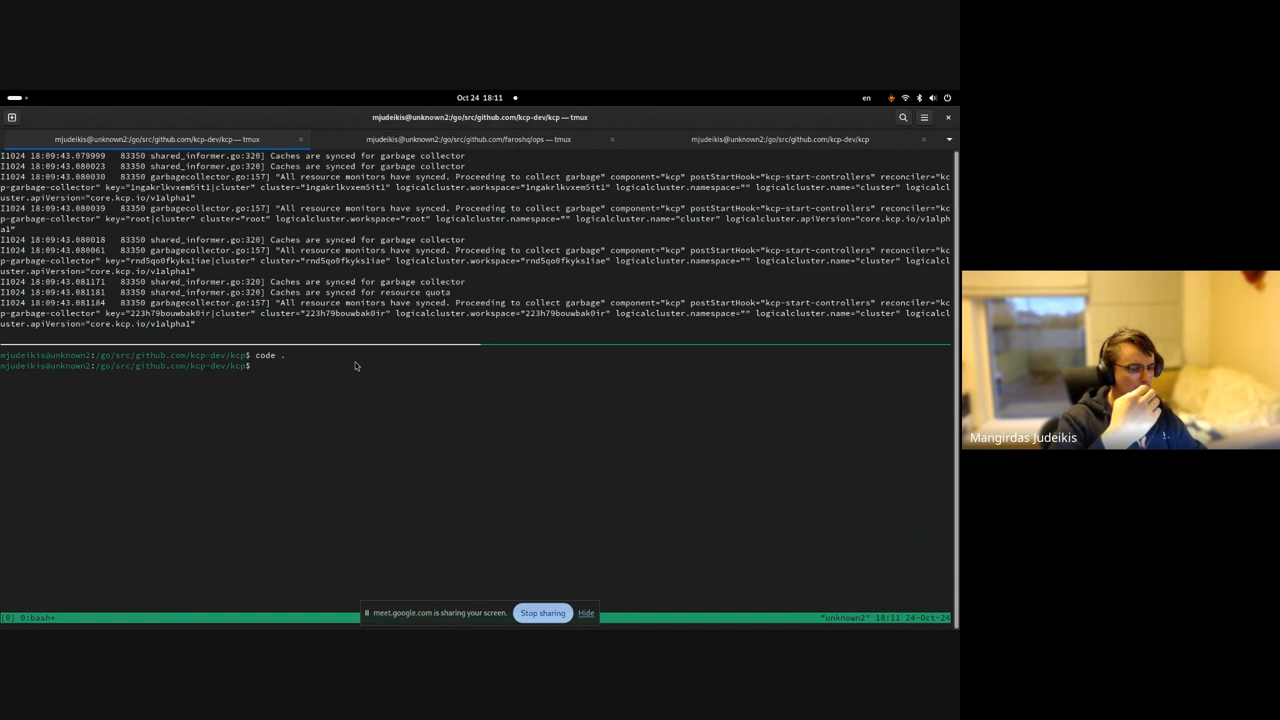 Oct 24 18:11
en
mjudeikis@unknown2:/go/src/github.com/kcp-dev/kcp — tmux
mjudeikis@unknown2:/go/src/github.com/kcp-dev/kcp — tmux
mjudeikis@unknown2:/go/src/github.com/faroshq/ops — tmux
mjudeikis@unknown2:/go/src/github.com/kcp-dev/kcp
I1024 18:09:43.079999 83350 shared_informer.go:320] Caches are synced for garbage collector
I1024 18:09:43.080023 83350 shared_informer.go:320] Caches are synced for garbage collector
I1024 18:09:43.080030 83350 garbagecollector.go:157] "All resource monitors have synced. Proceeding to collect garbage" component="kcp" postStartHook="kcp-start-controllers" reconciler="kc
p-garbage-collector" key="1ngakrlkvxem5it1|cluster" cluster="1ngakrlkvxem5it1" logicalcluster.workspace="1ngakrlkvxem5it1" logicalcluster.namespace="" logicalcluster.name="cluster" logicalcl
uster.apiVersion="core.kcp.io/v1alpha1"
I1024 18:09:43.080039 83350 garbagecollector.go:157] "All resource monitors have synced. Proceeding to collect garbage" component="kcp" postStartHook="kcp-start-controllers" reconciler="kc
p-garbage-collector" key="root|cluster" cluster="root" logicalcluster.workspace="root" logicalcluster.namespace="" logicalcluster.name="cluster" logicalcluster.apiVersion="core.kcp.io/v1alph
a1"
I1024 18:09:43.080018 83350 shared_informer.go:320] Caches are synced for garbage collector
I1024 18:09:43.080061 83350 garbagecollector.go:157] "All resource monitors have synced. Proceeding to collect garbage" component="kcp" postStartHook="kcp-start-controllers" reconciler="kc
p-garbage-collector" key="rnd5qo0fkyks1iae|cluster" cluster="rnd5qo0fkyks1iae" logicalcluster.workspace="rnd5qo0fkyks1iae" logicalcluster.namespace="" logicalcluster.name="cluster" logicalcl
uster.apiVersion="core.kcp.io/v1alpha1"
I1024 18:09:43.081171 83350 shared_informer.go:320] Caches are synced for garbage collector
I1024 18:09:43.081181 83350 shared_informer.go:320] Caches are synced for resource quota
I1024 18:09:43.081184 83350 garbagecollector.go:157] "All resource monitors have synced. Proceeding to collect garbage" component="kcp" postStartHook="kcp-start-controllers" reconciler="kc
p-garbage-collector" key="223h79bouwbak0ir|cluster" cluster="223h79bouwbak0ir" logicalcluster.workspace="223h79bouwbak0ir" logicalcluster.namespace="" logicalcluster.name="cluster" logicalcl
uster.apiVersion="core.kcp.io/v1alpha1"
mjudeikis@unknown2:/go/src/github.com/kcp-dev/kcp$ code .
mjudeikis@unknown2:/go/src/github.com/kcp-dev/kcp$
Mangirdas Judeikis
meet.google.com is sharing your screen. Stop sharing Hide
[0] 0:bash* "unknown2" 18:11 24-Oct-24